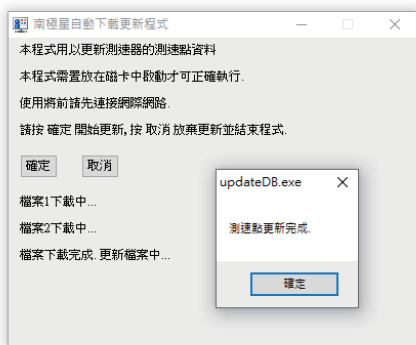 南極星自動下載更新程式
本程式用以更新測速器的測速點資料
本程式需置放在磁卡中啟動才可正確執行.
使用將前請先連接網際網路.
請按 確定 開始更新, 按 取消 放棄更新並結束程式.
確定 取消
檔案1下載中...
檔案2下載中...
檔案下載完成. 更新檔案中...
updateDB.exe
測速點更新完成.
確定